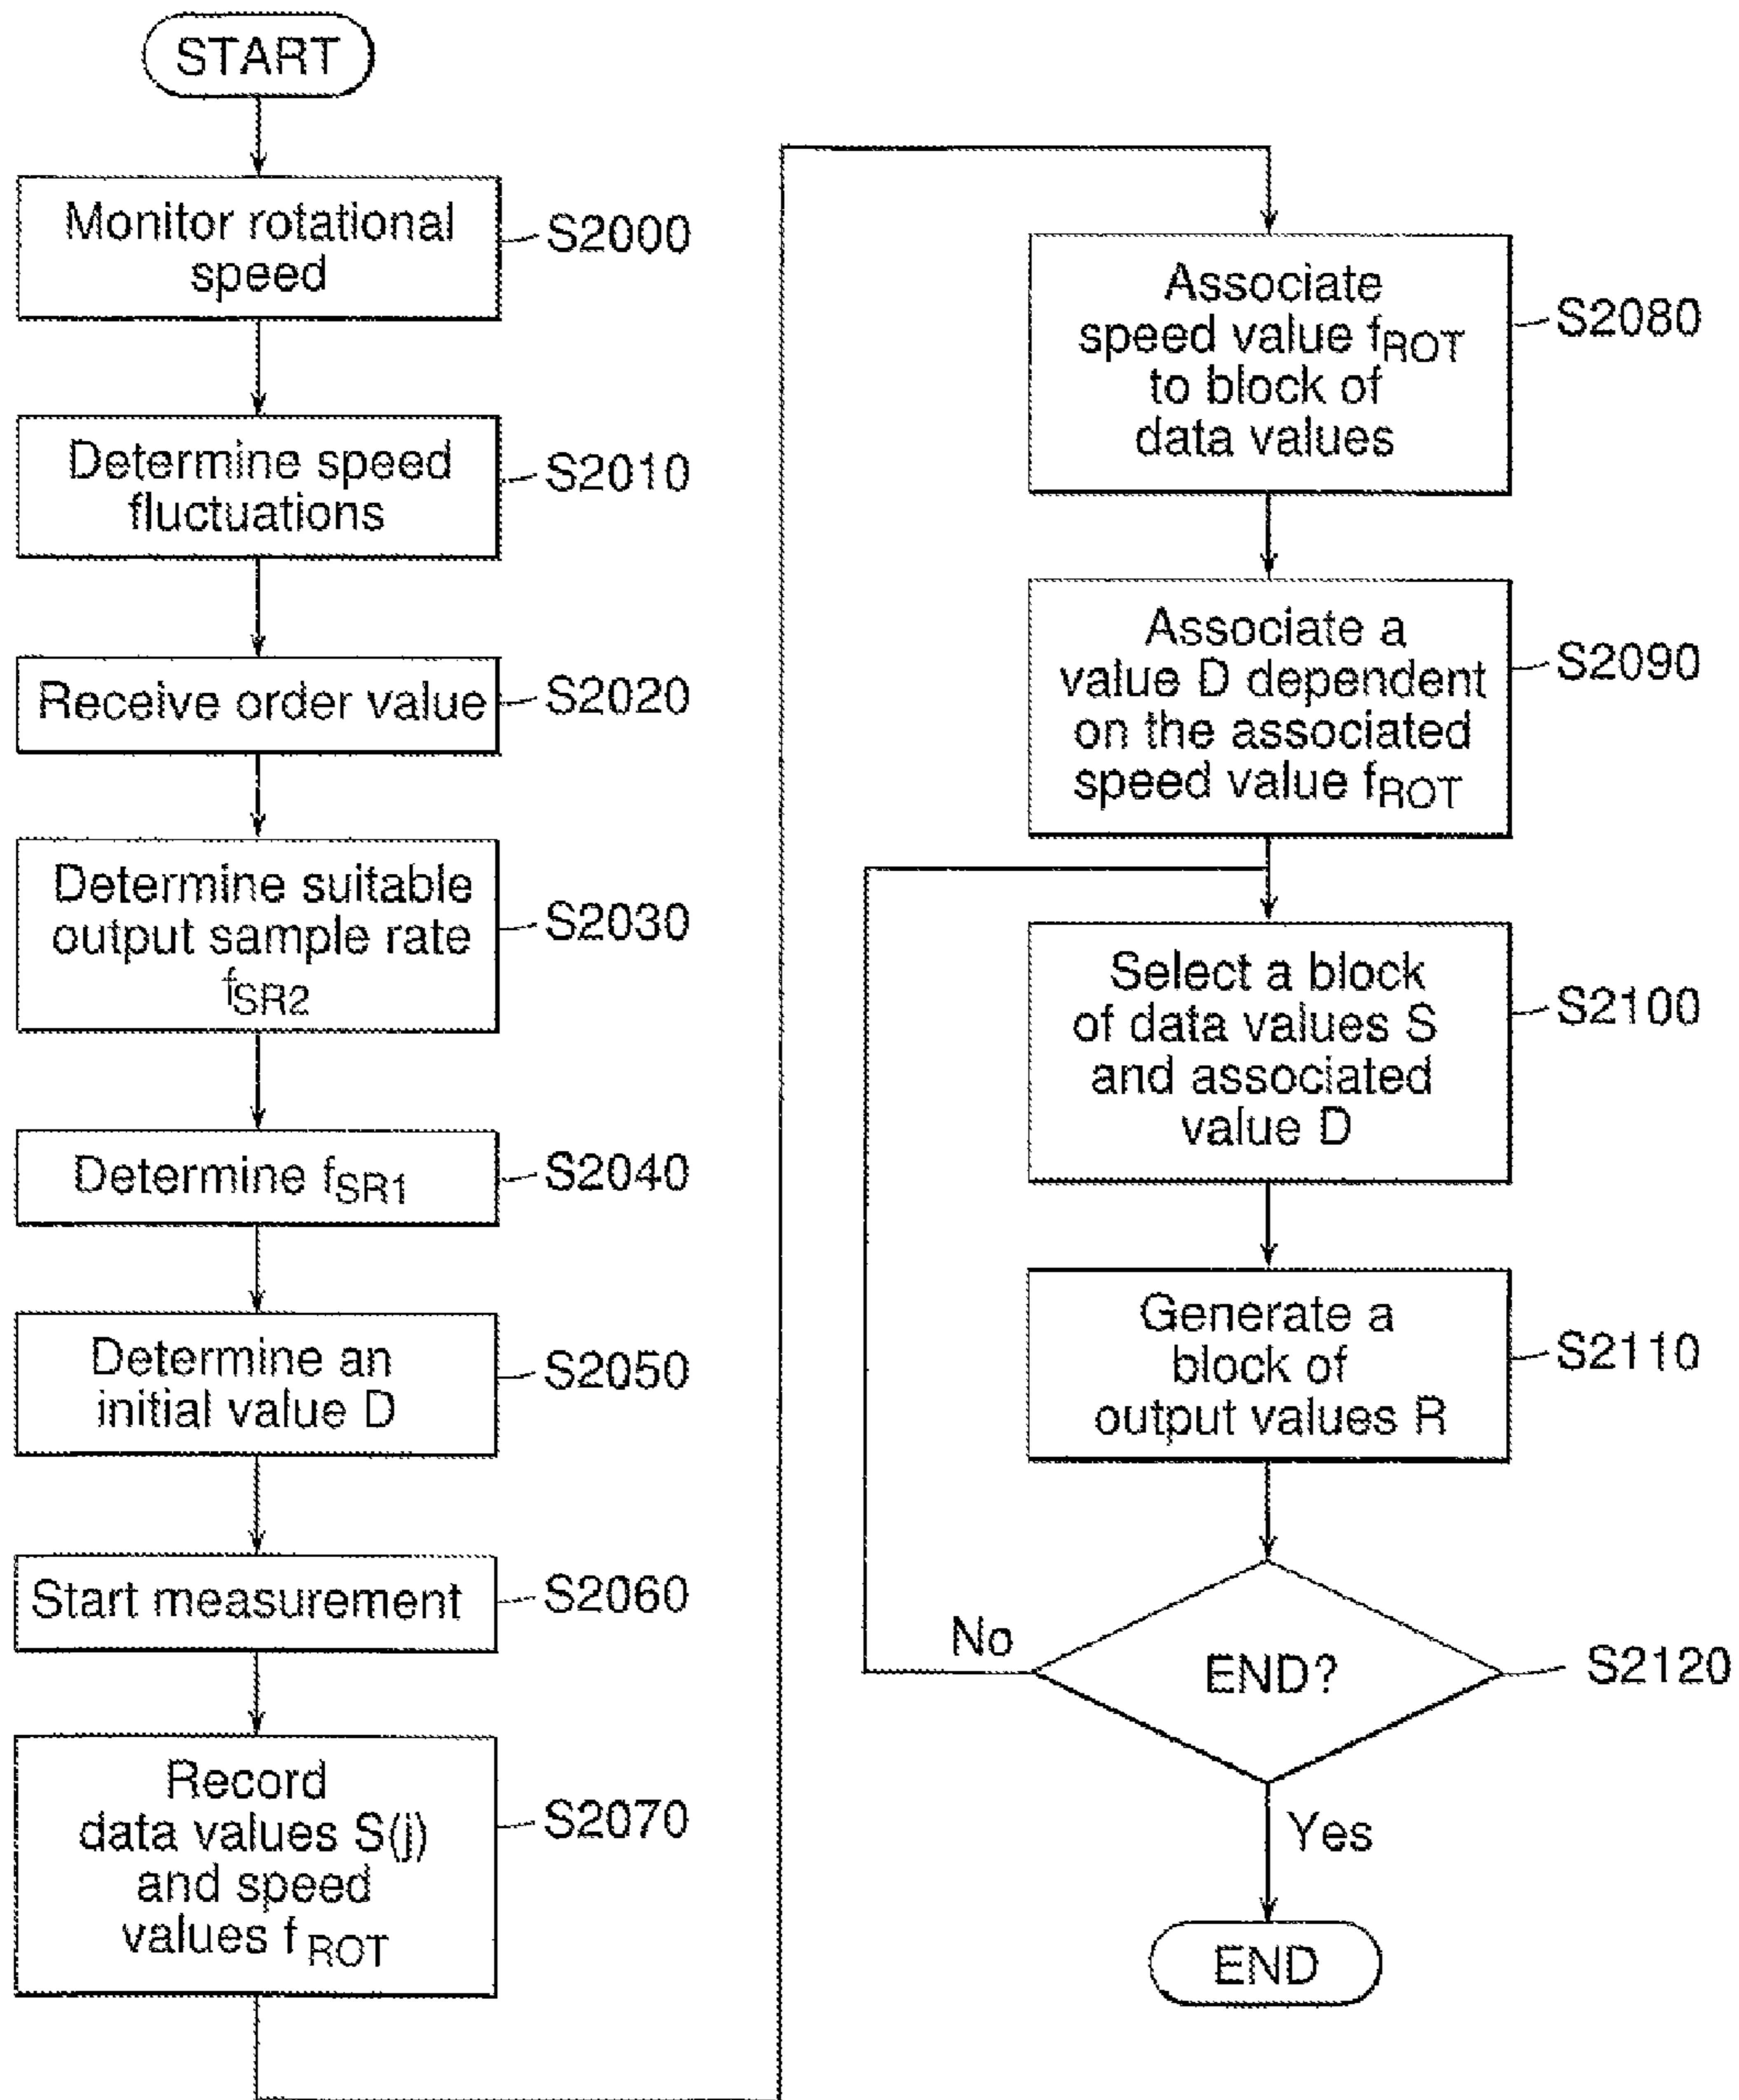 START
Monitor rotational
speed
S2000
Determine speed
fluctuations
S2010
Receive order value
S2020
Determine suitable
output sample rate
fSR2
S2030
Determine fSR1
S2040
Determine an
initial value D
S2050
Start measurement
S2060
Record
data values S(j)
and speed
values fROT
S2070
Associate
speed value fROT
to block of
data values
S2080
Associate a
value D dependent
on the associated
speed value fROT
S2090
Select a block
of data values S
and associated
value D
S2100
Generate a
block of
output values R
S2110
No
END?
S2120
Yes
END